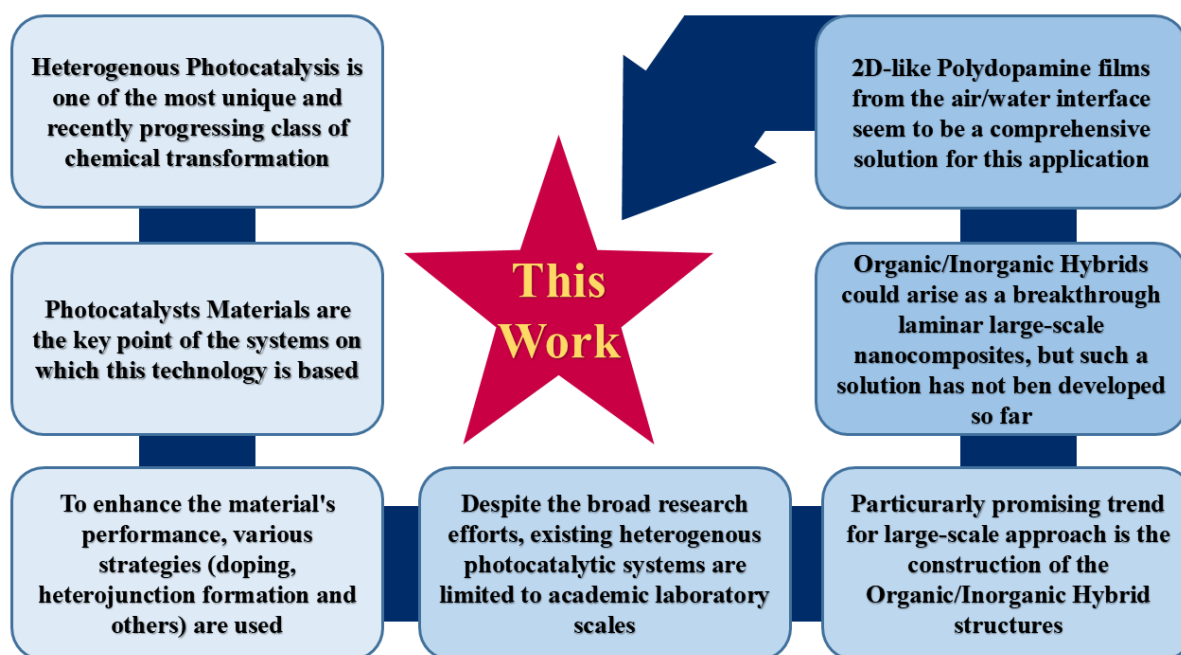 Heterogenous Photocatalysis is
one of the most unique and
recently progressing class of
chemical transformation
Photocatalysts Materials are
the key point of the systems on
which this technology is based
To enhance the material's
performance, various
strategies (doping,
heterojunction formation and
others) are used
Despite the broad research
efforts, existing heterogenous
photocatalytic systems are
limited to academic laboratory
scales
Particurarly promising trend
for large-scale approach is the
construction of the
Organic/Inorganic Hybrid
structures
Organic/Inorganic Hybrids
could arise as a breakthrough
laminar large-scale
nanocomposites, but such a
solution has not ben developed
so far
2D-like Polydopamine films
from the air/water interface
seem to be a comprehensive
solution for this application
This
Work